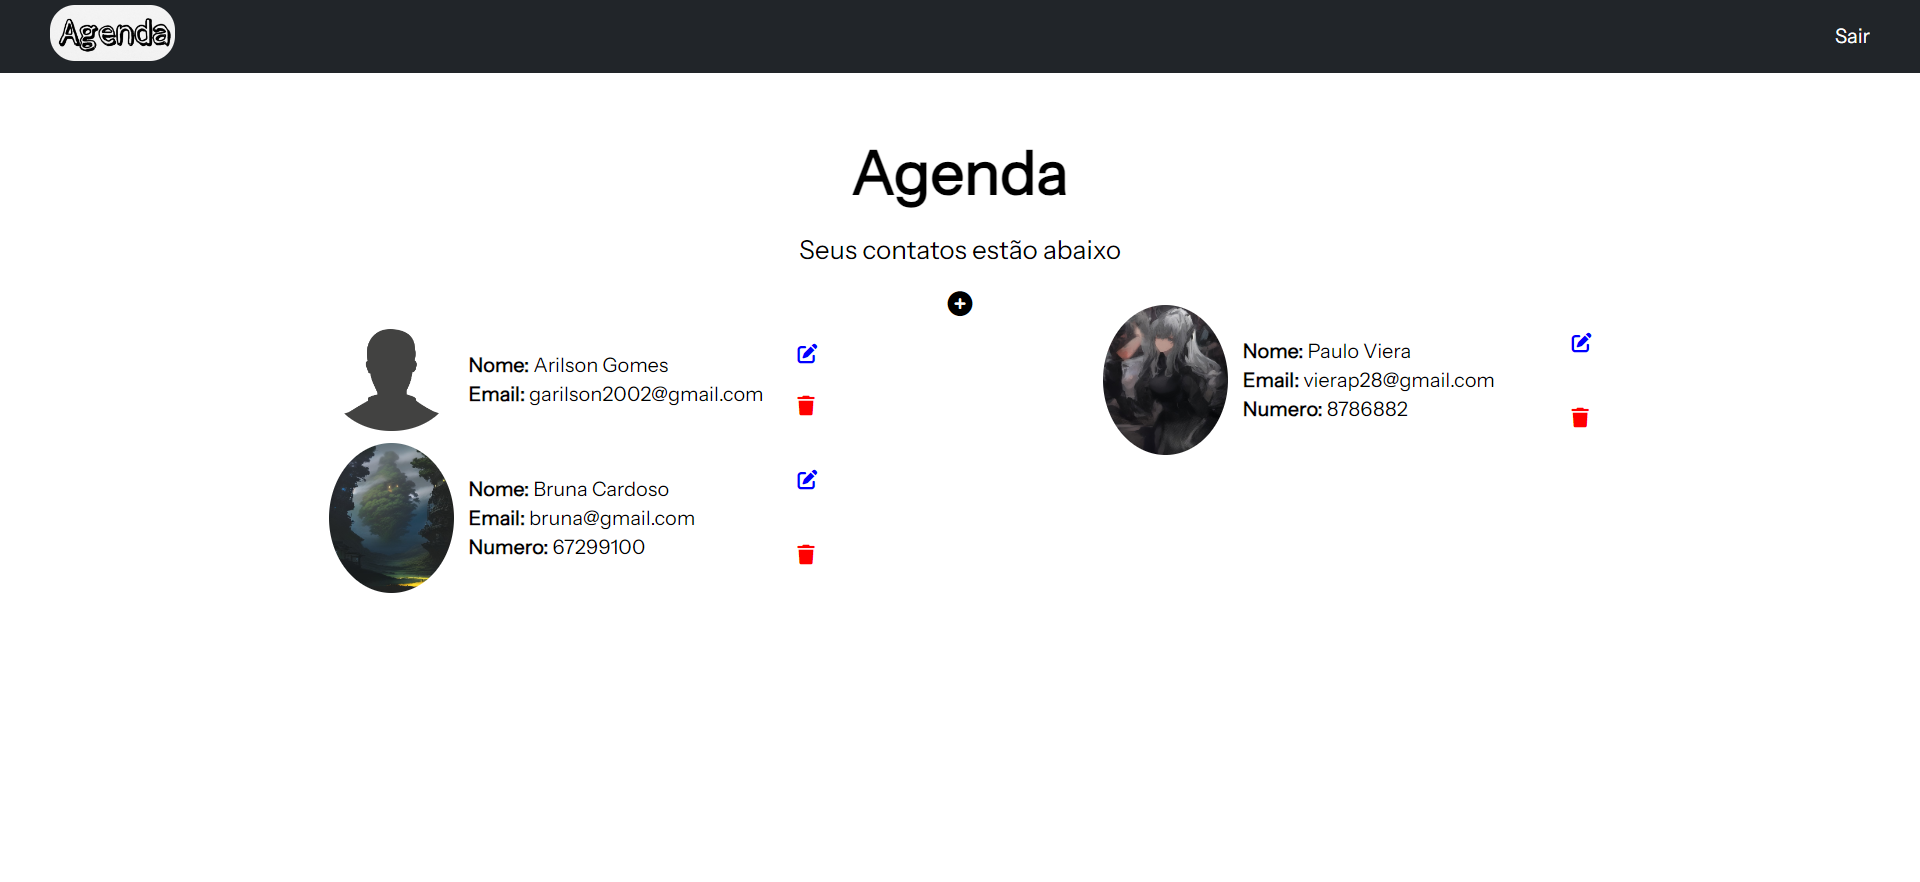 Agenda
Sair
Agenda
Seus contatos estão abaixo
Nome: Arilson Gomes
Email: garilson2002@gmail.com
Nome: Paulo Viera
Email: vierap28@gmail.com
Numero: 8786882
Nome: Bruna Cardoso
Email: bruna@gmail.com
Numero: 67299100